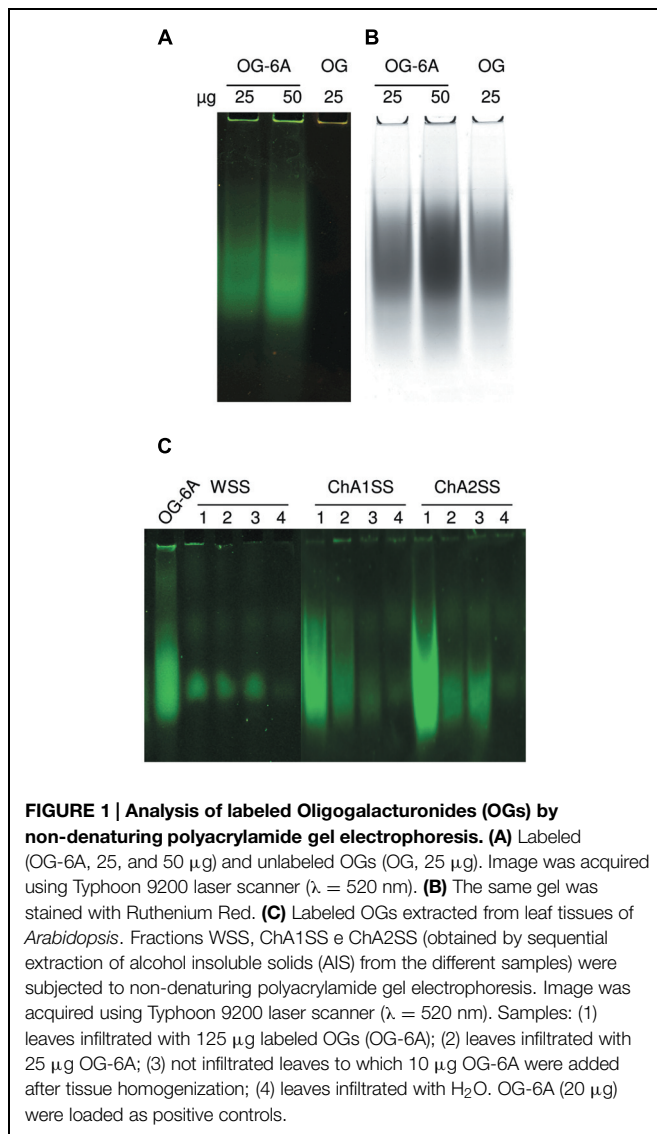 A
B
OG-6A OG
OG-6A OG
µg 25 50 25
25 50 25
C
OG-6A WSS ChA1SS ChA2SS
1 2 3 4 1 2 3 4 1 2 3 4
FIGURE 1 | Analysis of labeled Oligogalacturonides (OGs) by
non-denaturing polyacrylamide gel electrophoresis. (A) Labeled
(OG-6A, 25, and 50 µg) and unlabeled OGs (OG, 25 µg). Image was acquired
using Typhoon 9200 laser scanner (λ = 520 nm). (B) The same gel was
stained with Ruthenium Red. (C) Labeled OGs extracted from leaf tissues of
Arabidopsis. Fractions WSS, ChA1SS e ChA2SS (obtained by sequential
extraction of alcohol insoluble solids (AIS) from the different samples) were
subjected to non-denaturing polyacrylamide gel electrophoresis. Image was
acquired using Typhoon 9200 laser scanner (λ = 520 nm). Samples: (1)
leaves infiltrated with 125 µg labeled OGs (OG-6A); (2) leaves infiltrated with
25 µg OG-6A; (3) not infiltrated leaves to which 10 µg OG-6A were added
after tissue homogenization; (4) leaves infiltrated with H₂O. OG-6A (20 µg)
were loaded as positive controls.